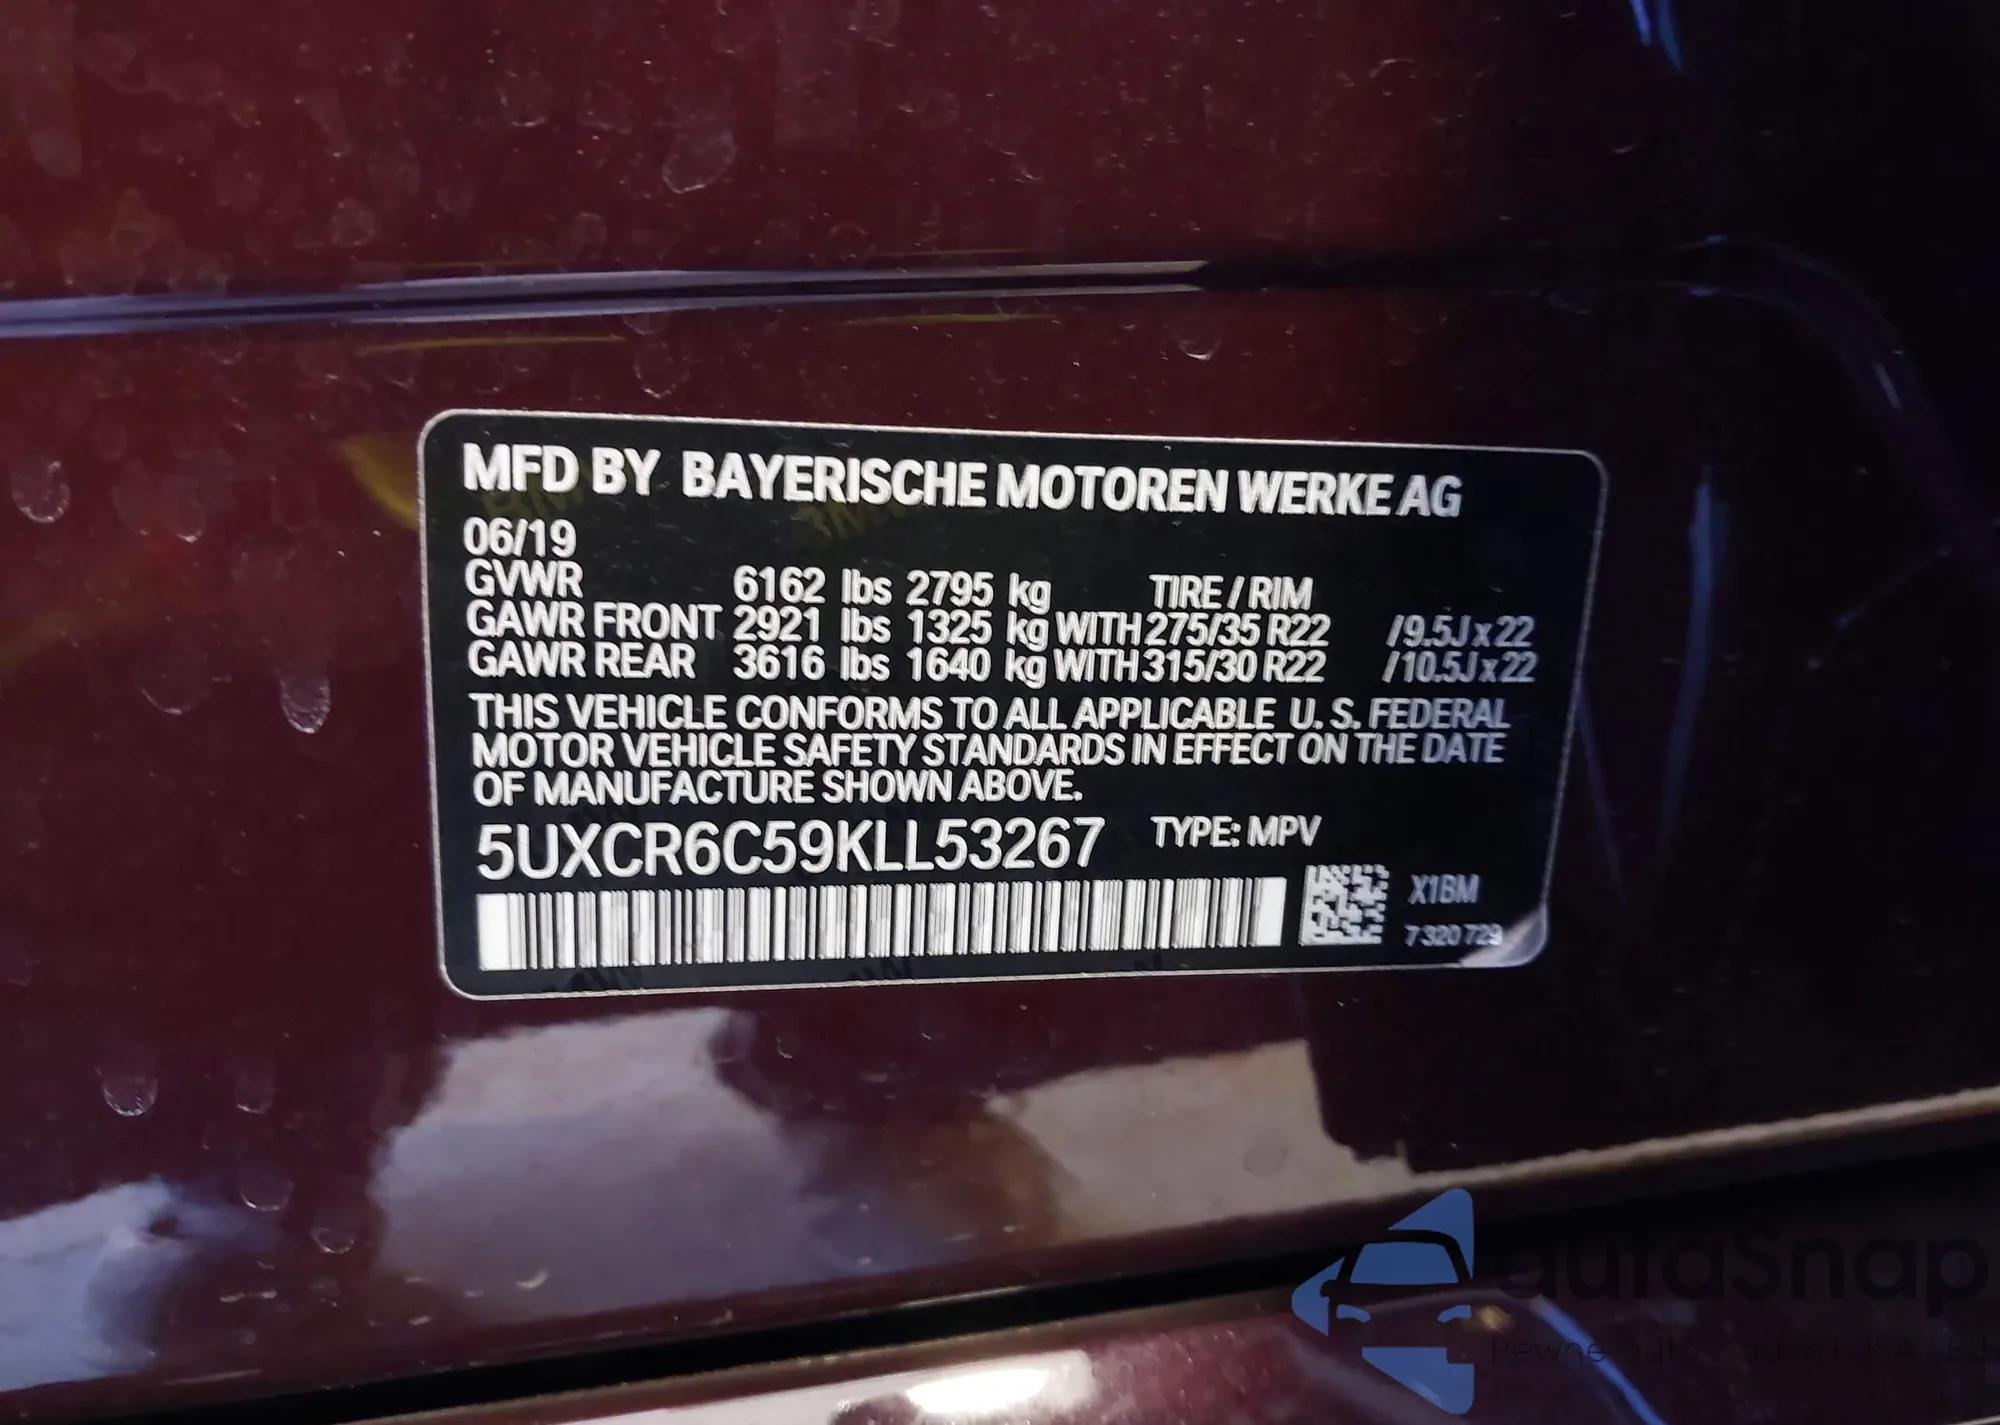 MFD BY BAYERISCHE MOTOREN WERKE AG
06/19
GVWR 6162 lbs 2795 kg TIRE / RIM
GAWR FRONT 2921 lbs 1325 kg WITH 275/35 R22 /9.5J x 22
GAWR REAR 3616 lbs 1640 kg WITH 315/30 R22 /10.5J x 22
THIS VEHICLE CONFORMS TO ALL APPLICABLE U. S. FEDERAL
MOTOR VEHICLE SAFETY STANDARDS IN EFFECT ON THE DATE
OF MANUFACTURE SHOWN ABOVE.
5UXCR6C59KLL53267 TYPE: MPV
X1BM
7 320 729
autaSnap
Pewne auta